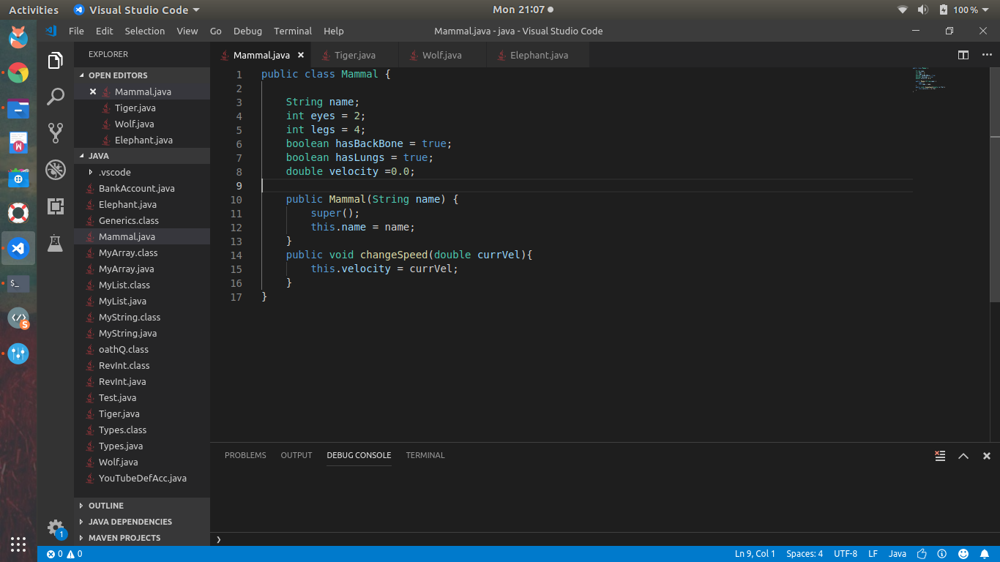 Activities Visual Studio Code Mon 21:07 100%
File Edit Selection View Go Debug Terminal Help Mammal.java - java - Visual Studio Code
EXPLORER
OPEN EDITORS
Mammal.java
Tiger.java
Wolf.java
Elephant.java
JAVA
.vscode
BankAccount.java
Elephant.java
Generics.class
Mammal.java
MyArray.class
MyArray.java
MyList.class
MyList.java
MyString.class
MyString.java
oathQ.class
RevInt.class
RevInt.java
Test.java
Tiger.java
Types.class
Types.java
Wolf.java
YouTubeDefAcc.java
OUTLINE
JAVA DEPENDENCIES
MAVEN PROJECTS
Mammal.java Tiger.java Wolf.java Elephant.java
1 public class Mammal {
2
3 String name;
4 int eyes = 2;
5 int legs = 4;
6 boolean hasBackBone = true;
7 boolean hasLungs = true;
8 double velocity =0.0;
9
10 public Mammal(String name) {
11 super();
12 this.name = name;
13 }
14 public void changeSpeed(double currVel){
15 this.velocity = currVel;
16 }
17 }
PROBLEMS OUTPUT DEBUG CONSOLE TERMINAL
1
0 0 Ln 9, Col 1 Spaces: 4 UTF-8 LF Java